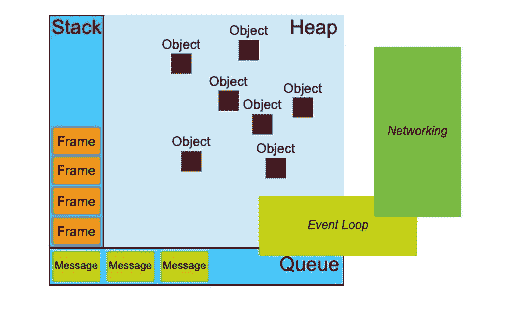 Stack
Heap
Object
Object
Object
Object
Object
Object
Object
Networking
Frame
Frame
Frame
Frame
Event Loop
Message
Message
Message
Queue